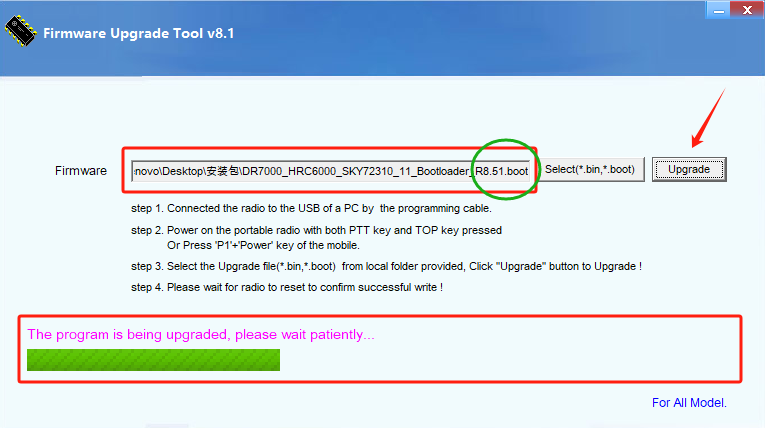 Firmware Upgrade Tool v8.1
Firmware
novo\Desktop\安装包\DR7000_HRC6000_SKY72310_11_Bootloader_R8.51.boot
Select(*.bin,*.boot)
Upgrade
step 1. Connected the radio to the USB of a PC by the programming cable.
step 2. Power on the portable radio with both PTT key and TOP key pressed
Or Press 'P1'+'Power' key of the mobile.
step 3. Select the Upgrade file(*.bin,*.boot) from local folder provided, Click "Upgrade" button to Upgrade !
step 4. Please wait for radio to reset to confirm successful write !
The program is being upgraded, please wait patiently...
For All Model.